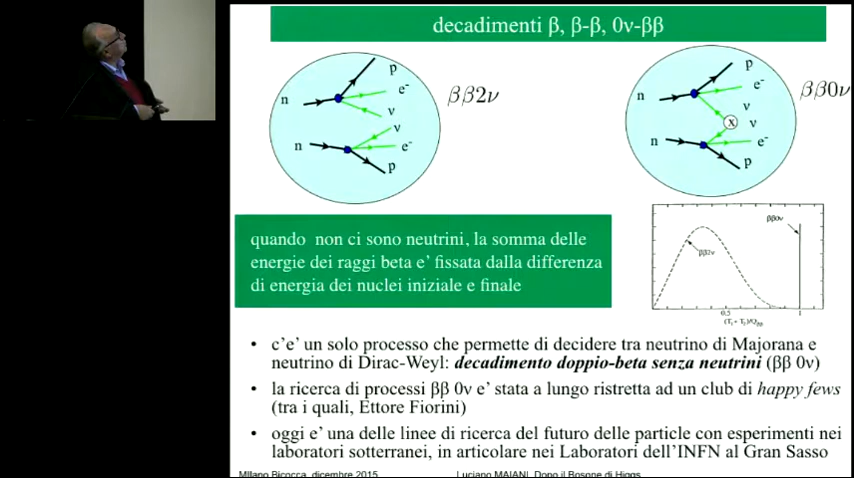 decadimenti β, β-β, 0ν-ββ
n
p
e-
ν
ββ2ν
ν
n
e-
p
n
p
e-
ββ0ν
ν
x
ν
n
e-
p
quando non ci sono neutrini, la somma delle
energie dei raggi beta e' fissata dalla differenza
di energia dei nuclei iniziale e finale
ββ0ν
ββ2ν
0.5
1
(T₁ + T₂)/Qββ
• c'e' un solo processo che permette di decidere tra neutrino di Majorana e
neutrino di Dirac-Weyl: decadimento doppio-beta senza neutrini (ββ 0ν)
• la ricerca di processi ββ 0ν e' stata a lungo ristretta ad un club di happy fews
(tra i quali, Ettore Fiorini)
• oggi e' una delle linee di ricerca del futuro delle particle con esperimenti nei
laboratori sotterranei, in articolare nei Laboratori dell'INFN al Gran Sasso
MIlano Bicocca, dicembre 2015
Luciano MAIANI. Dopo il Bosone di Higgs